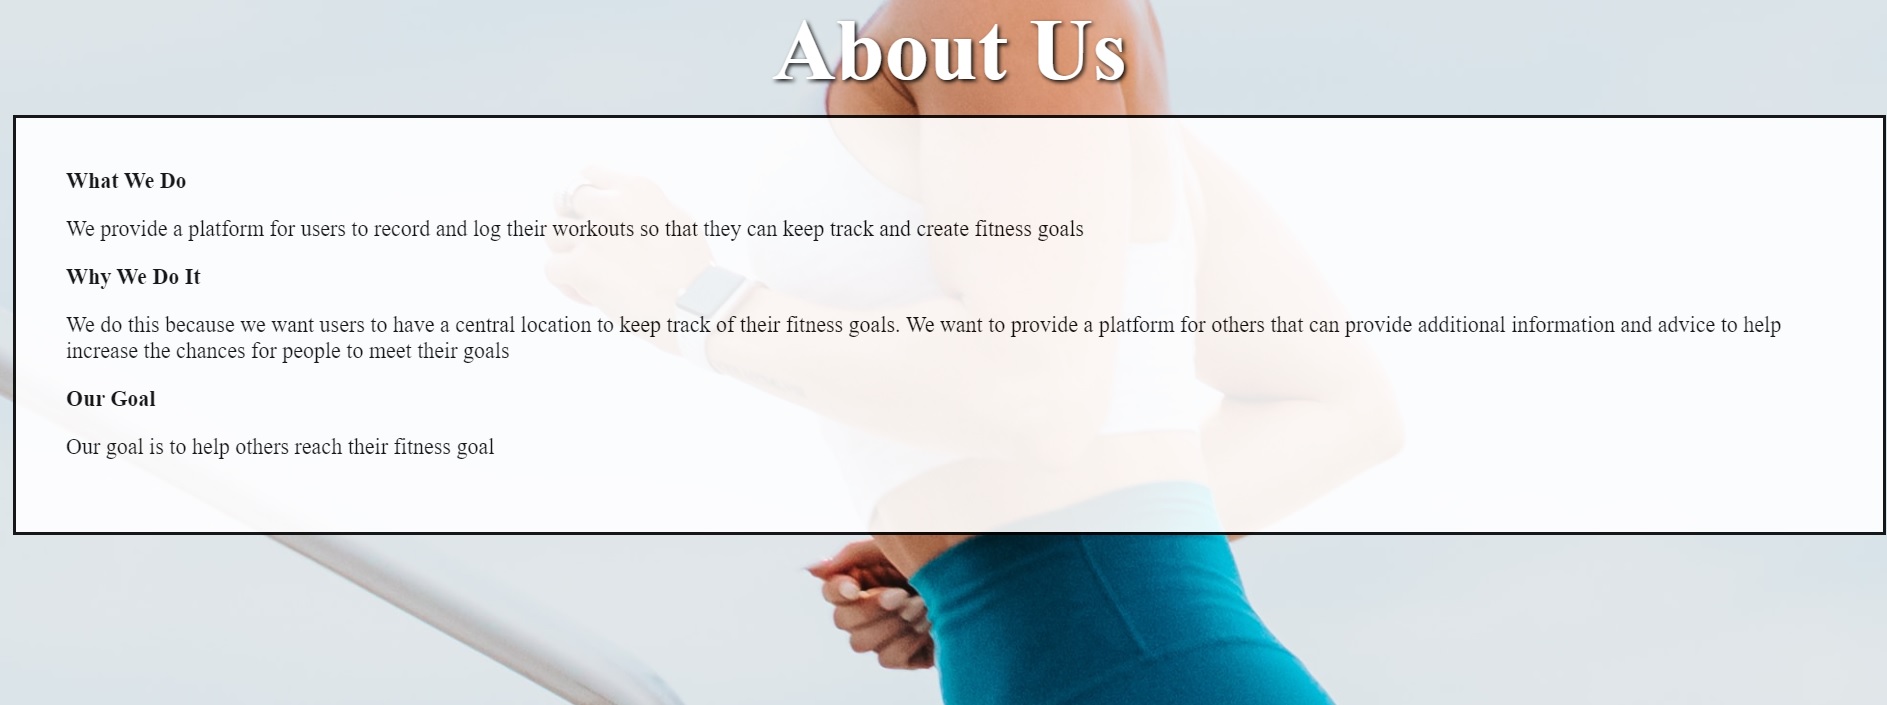 About Us
What We Do
We provide a platform for users to record and log their workouts so that they can keep track and create fitness goals
Why We Do It
We do this because we want users to have a central location to keep track of their fitness goals. We want to provide a platform for others that can provide additional information and advice to help
increase the chances for people to meet their goals
Our Goal
Our goal is to help others reach their fitness goal